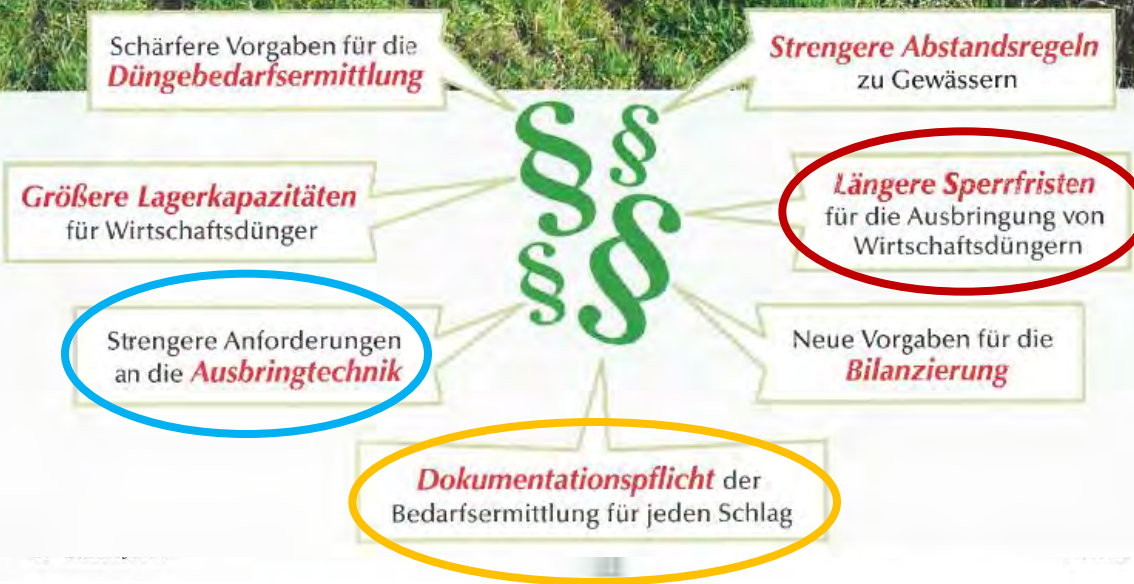 Schärfere Vorgaben für die
Düngebedarfsermittlung
Strengere Abstandsregeln
zu Gewässern
§
§
§
§
Größere Lagerkapazitäten
für Wirtschaftsdünger
Längere Sperrfristen
für die Ausbringung von
Wirtschaftsdüngern
Strengere Anforderungen
an die Ausbringtechnik
Neue Vorgaben für die
Bilanzierung
Dokumentationspflicht der
Bedarfsermittlung für jeden Schlag